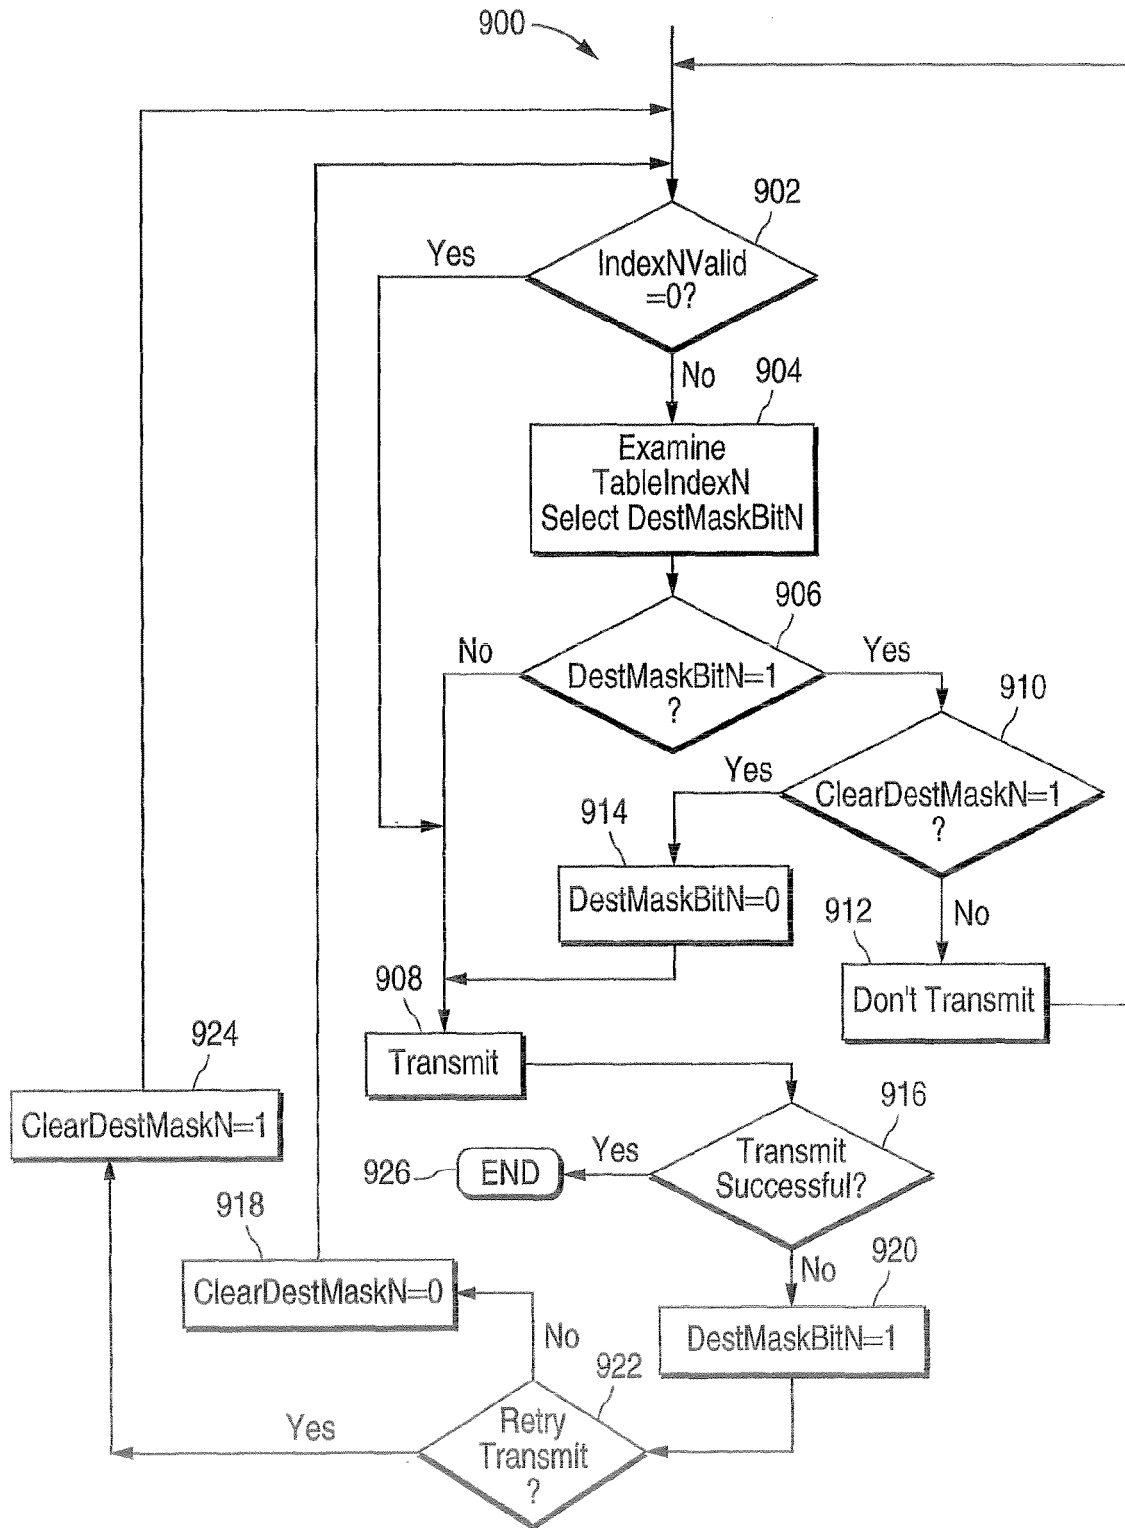 900
902
Yes
IndexNValid
=0?
No
904
Examine
TableIndexN
Select DestMaskBitN
906
No
Yes
DestMaskBitN=1
?
910
Yes
ClearDestMaskN=1
?
914
DestMaskBitN=0
No
912
908
Don't Transmit
924
Transmit
ClearDestMaskN=1
916
Yes
Transmit
Successful?
926
END
918
No
920
ClearDestMaskN=0
DestMaskBitN=1
No
922
Yes
Retry
Transmit
?